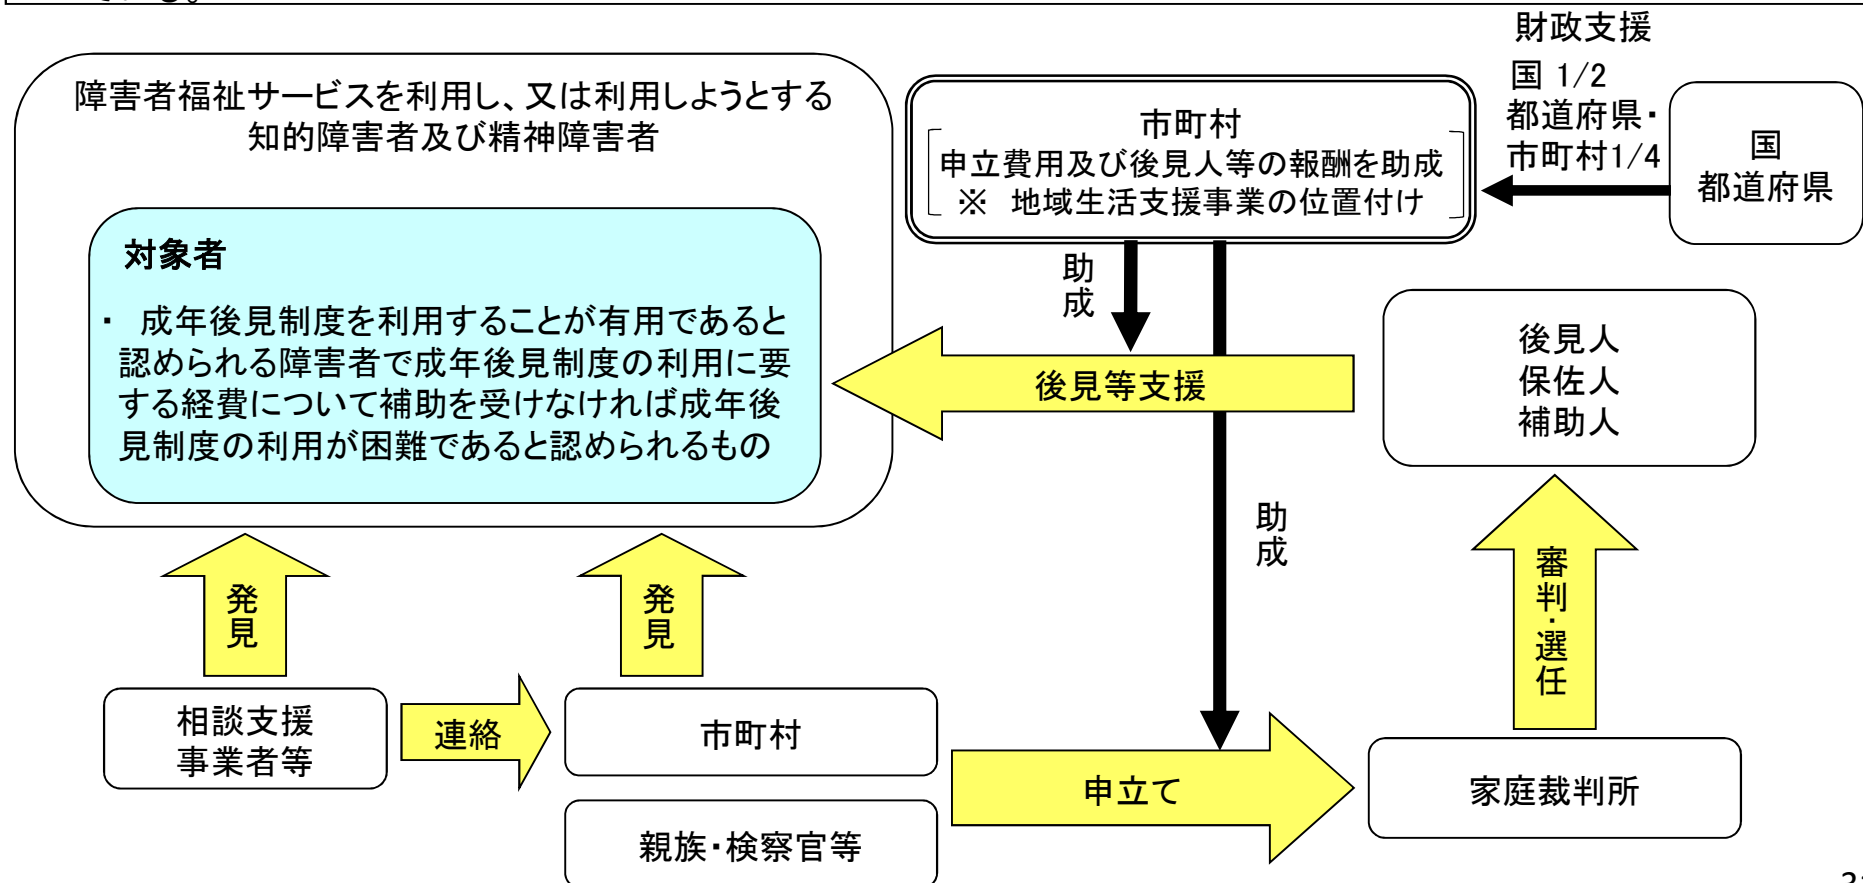 ている。
財政支援
国 1/2
都道府県・
市町村1/4
国
都道府県
障害者福祉サービスを利用し、又は利用しようとする
知的障害者及び精神障害者
市町村
申立費用及び後見人等の報酬を助成
※ 地域生活支援事業の位置付け
対象者
・ 成年後見制度を利用することが有用であると
認められる障害者で成年後見制度の利用に要
する経費について補助を受けなければ成年後
見制度の利用が困難であると認められるもの
助成
後見等支援
後見人
保佐人
補助人
助成
審判・選任
発見
発見
相談支援
事業者等
連絡
市町村
申立て
家庭裁判所
親族・検察官等